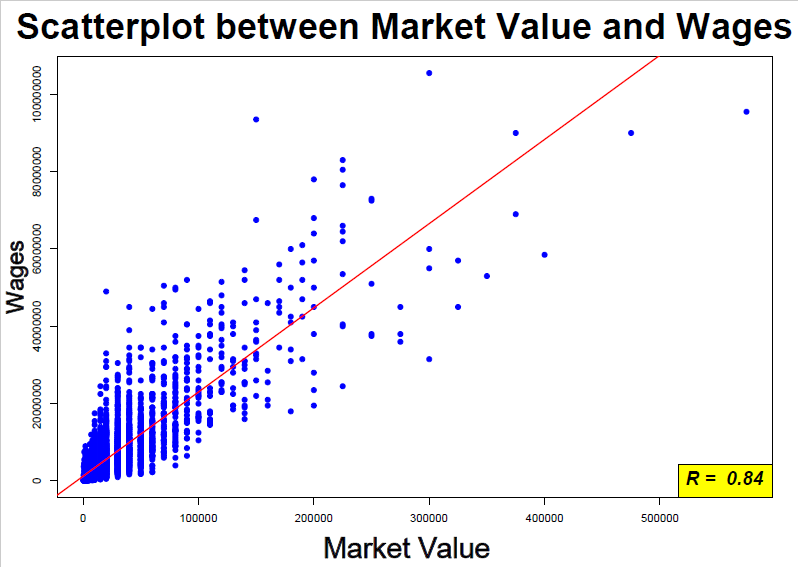 Scatterplot between Market Value and Wages
100000000
80000000
60000000
40000000
20000000
0
Wages
R = 0.84
0 100000 200000 300000 400000 500000
Market Value